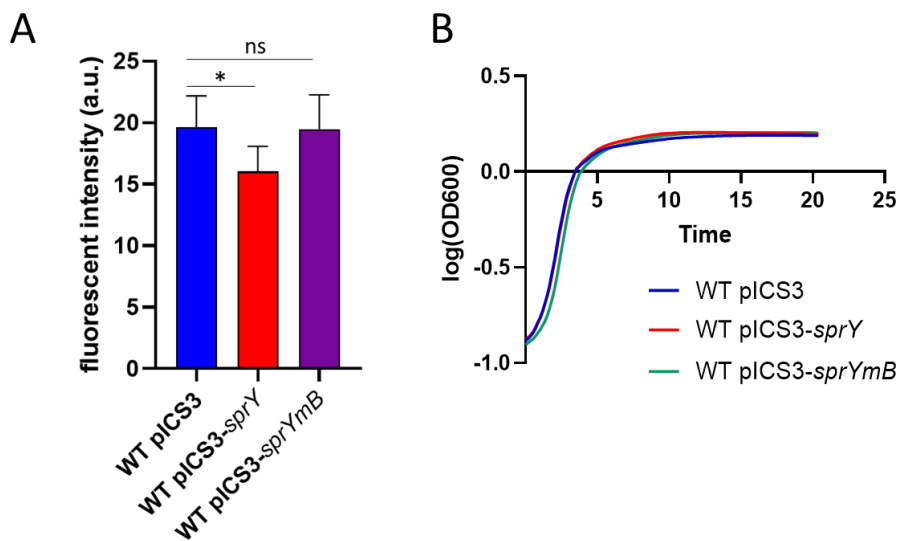 A
fluorescent intensity (a.u.)
25
20
15
10
5
0
ns
*
WT pICS3
WT pICS3-sprY
WT pICS3-sprYmB
B
log(OD600)
0.5
0.0
-0.5
-1.0
5
10
15
20
25
Time
WT pICS3
WT pICS3-sprY
WT pICS3-sprYmB